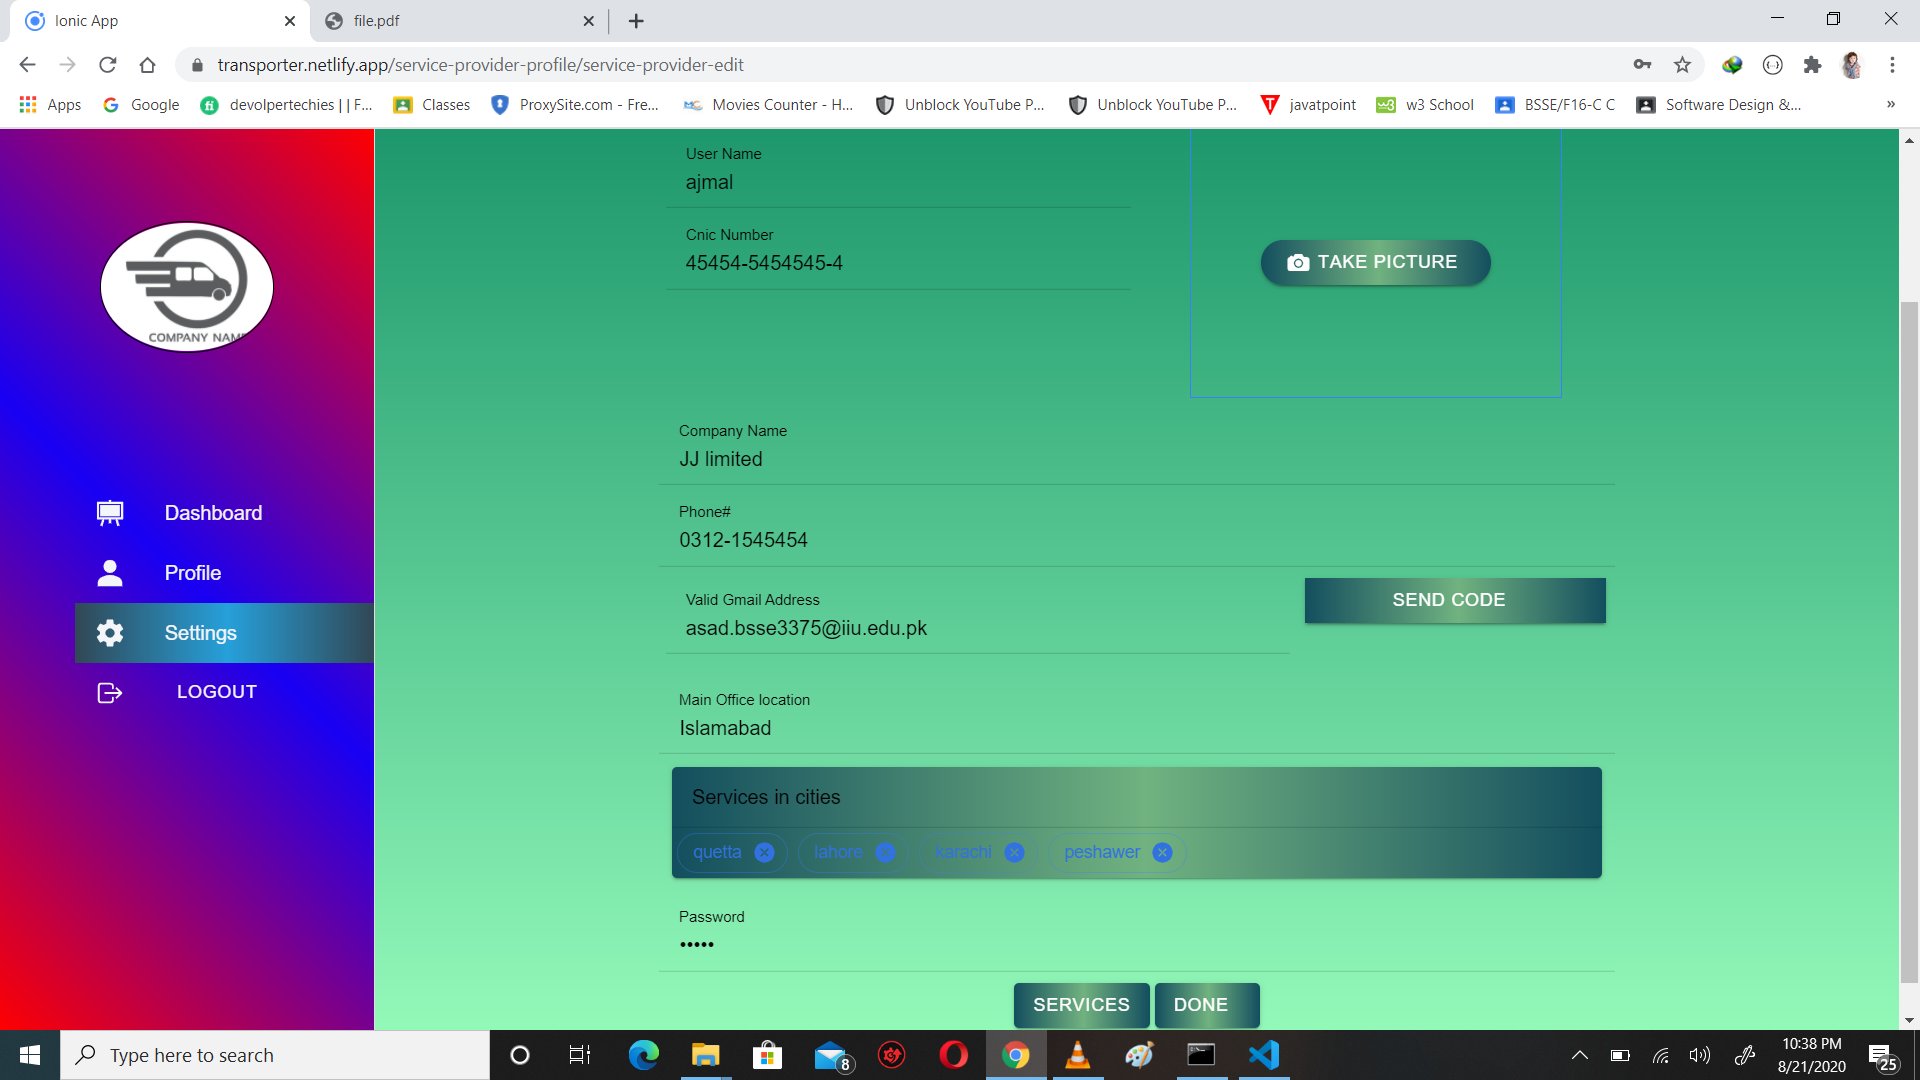 Ionic App
file.pdf
transporter.netlify.app/service-provider-profile/service-provider-edit
Apps
Google
devolpertechies | | F...
Classes
ProxySite.com - Fre...
Movies Counter - H...
Unblock YouTube P...
Unblock YouTube P...
javatpoint
w3 School
BSSE/F16-C C
Software Design &...
»
COMPANY NAME
Dashboard
Profile
Settings
LOGOUT
User Name
ajmal
Cnic Number
45454-5454545-4
TAKE PICTURE
Company Name
JJ limited
Phone#
0312-1545454
Valid Gmail Address
asad.bsse3375@iiu.edu.pk
SEND CODE
Main Office location
Islamabad
Services in cities
quetta
lahore
karachi
peshawer
Password
•••••
SERVICES
DONE
Type here to search
8
10:38 PM
8/21/2020
25